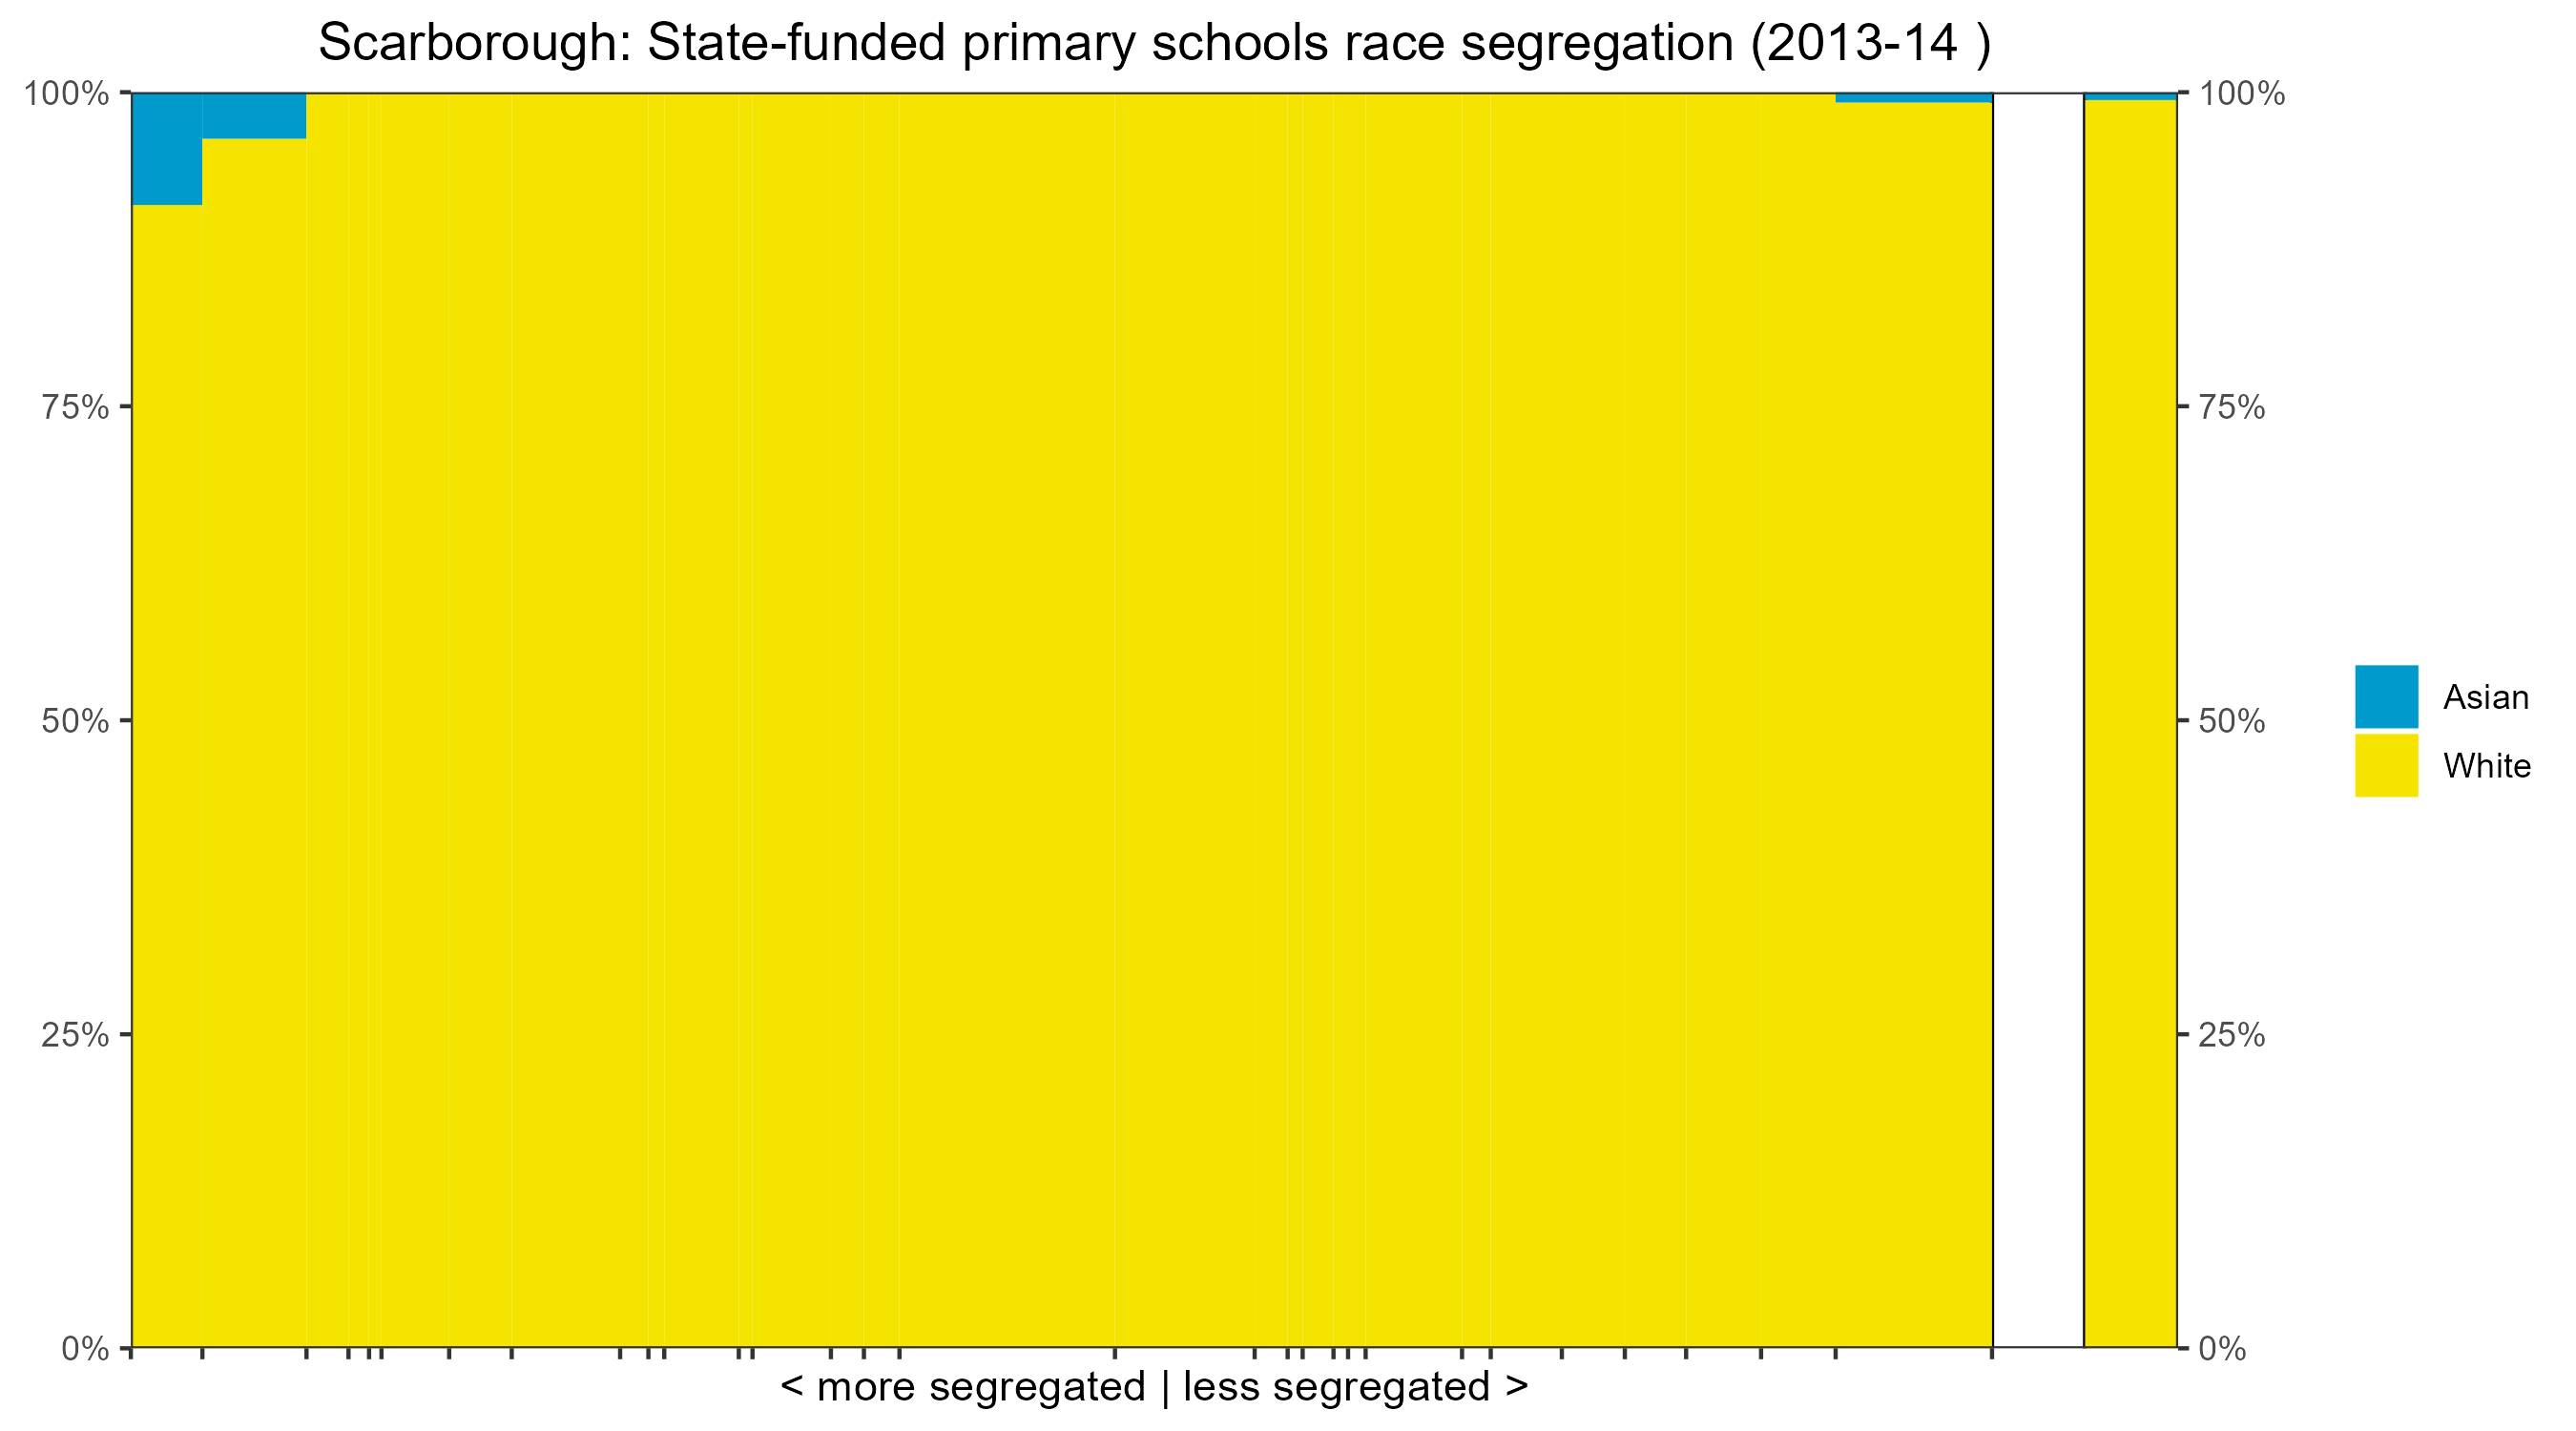 Scarborough: State-funded primary schools race segregation (2013-14 )
100%
75%
50%
25%
0%
100%
75%
50%
25%
0%
< more segregated | less segregated >
Asian
White